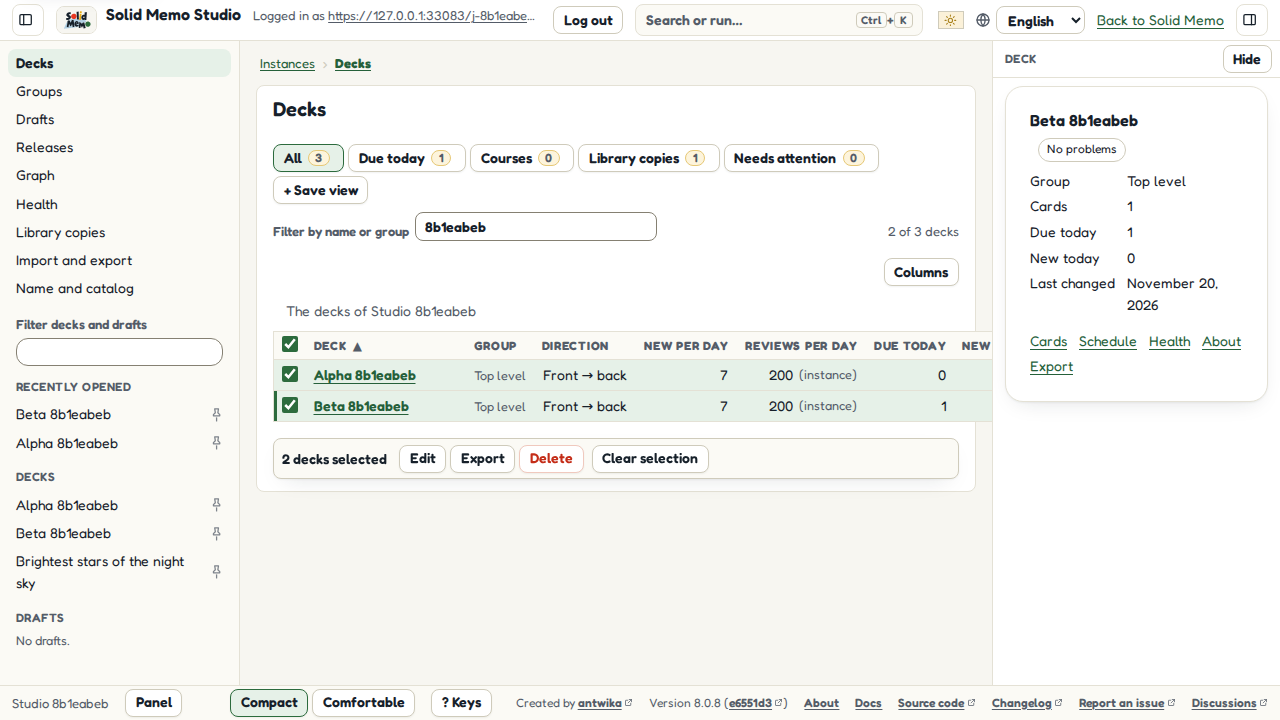 Solid Memo
Solid Memo Studio
Logged in as https://127.0.0.1:33083/j-8b1eabe…
Log out
Search or run...
Ctrl+K
English
Back to Solid Memo
Decks
Groups
Drafts
Releases
Graph
Health
Library copies
Import and export
Name and catalog
Filter decks and drafts
RECENTLY OPENED
Beta 8b1eabeb
Alpha 8b1eabeb
DECKS
Alpha 8b1eabeb
Beta 8b1eabeb
Brightest stars of the night
sky
DRAFTS
No drafts.
Instances › Decks
Decks
All 3
Due today 1
Courses 0
Library copies 1
Needs attention 0
+ Save view
Filter by name or group
8b1eabeb
2 of 3 decks
Columns
The decks of Studio 8b1eabeb
DECK ▲ GROUP DIRECTION NEW PER DAY REVIEWS PER DAY DUE TODAY NEW
Alpha 8b1eabeb Top level Front → back 7 200 (instance) 0
Beta 8b1eabeb Top level Front → back 7 200 (instance) 1
2 decks selected
Edit
Export
Delete
Clear selection
DECK
Hide
Beta 8b1eabeb
No problems
Group Top level
Cards 1
Due today 1
New today 0
Last changed November 20,
2026
Cards Schedule Health About
Export
Studio 8b1eabeb
Panel
Compact
Comfortable
? Keys
Created by antwika
Version 8.0.8 (e6551d3)
About
Docs
Source code
Changelog
Report an issue
Discussions